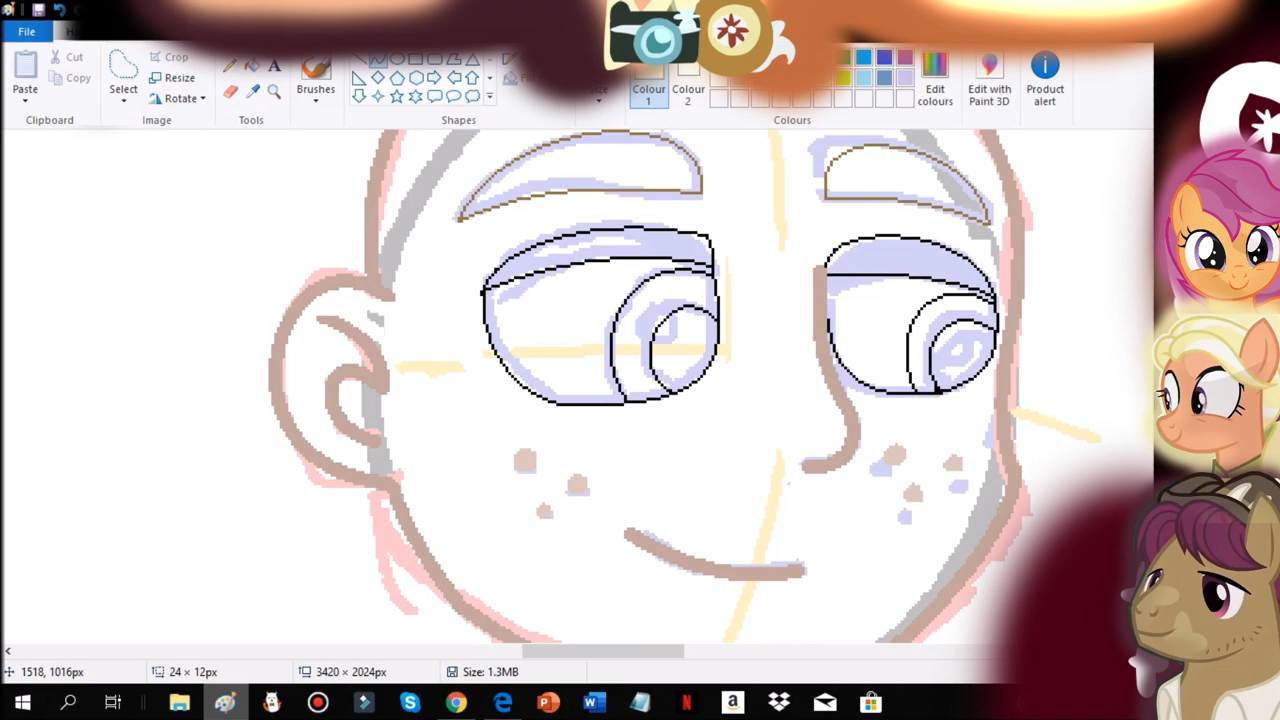 File
Cut
Copy
Paste
Clipboard
Select
Crop
Resize
Rotate
Image
Tools
Brushes
Shapes
Colour 1
Colour 2
Edit colours
Colours
Edit with Paint 3D
Product alert
1518, 1016px
24 × 12px
3420 × 2024px
Size: 1.3MB